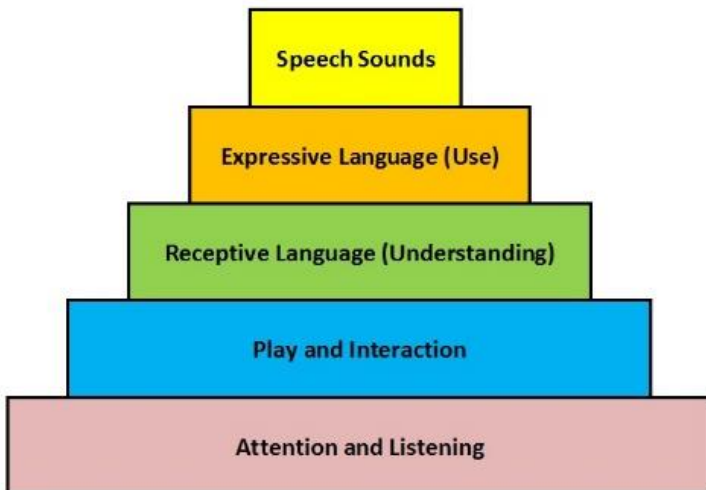 Speech Sounds
Expressive Language (Use)
Receptive Language (Understanding)
Play and Interaction
Attention and Listening